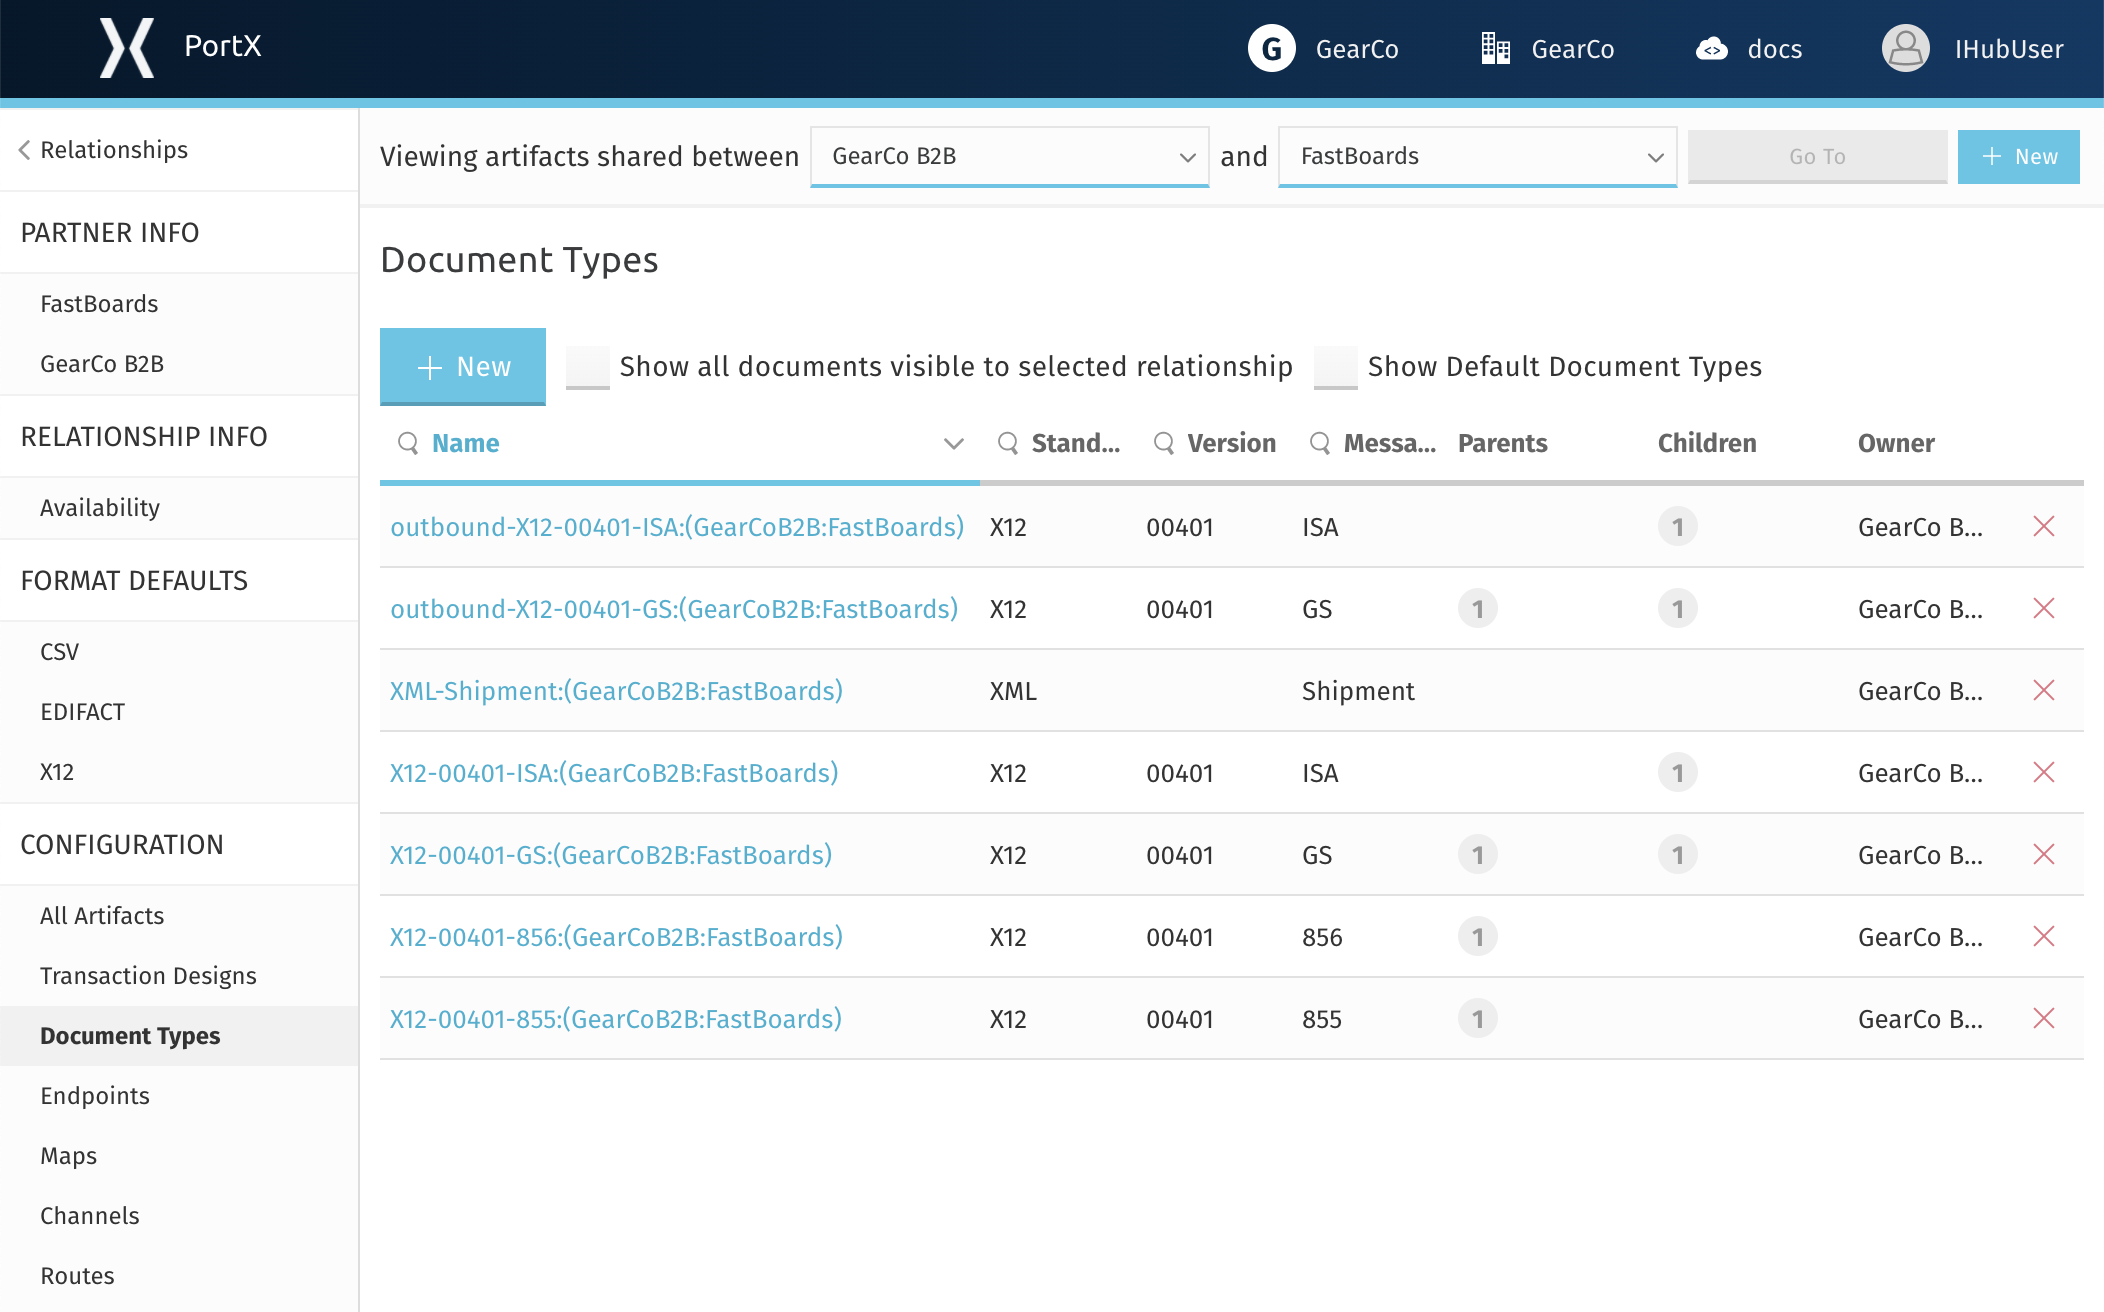 PortX
G GearCo
GearCo
<> docs
IHubUser
Relationships
PARTNER INFO
FastBoards
GearCo B2B
RELATIONSHIP INFO
Availability
FORMAT DEFAULTS
CSV
EDIFACT
X12
CONFIGURATION
All Artifacts
Transaction Designs
Document Types
Endpoints
Maps
Channels
Routes
Viewing artifacts shared between GearCo B2B and FastBoards Go To + New
Document Types
+ New Show all documents visible to selected relationship Show Default Document Types
Name Stand... Version Messa... Parents Children Owner
outbound-X12-00401-ISA:(GearCoB2B:FastBoards) X12 00401 ISA 1 GearCo B...
outbound-X12-00401-GS:(GearCoB2B:FastBoards) X12 00401 GS 1 1 GearCo B...
XML-Shipment:(GearCoB2B:FastBoards) XML Shipment GearCo B...
X12-00401-ISA:(GearCoB2B:FastBoards) X12 00401 ISA 1 GearCo B...
X12-00401-GS:(GearCoB2B:FastBoards) X12 00401 GS 1 1 GearCo B...
X12-00401-856:(GearCoB2B:FastBoards) X12 00401 856 1 GearCo B...
X12-00401-855:(GearCoB2B:FastBoards) X12 00401 855 1 GearCo B...